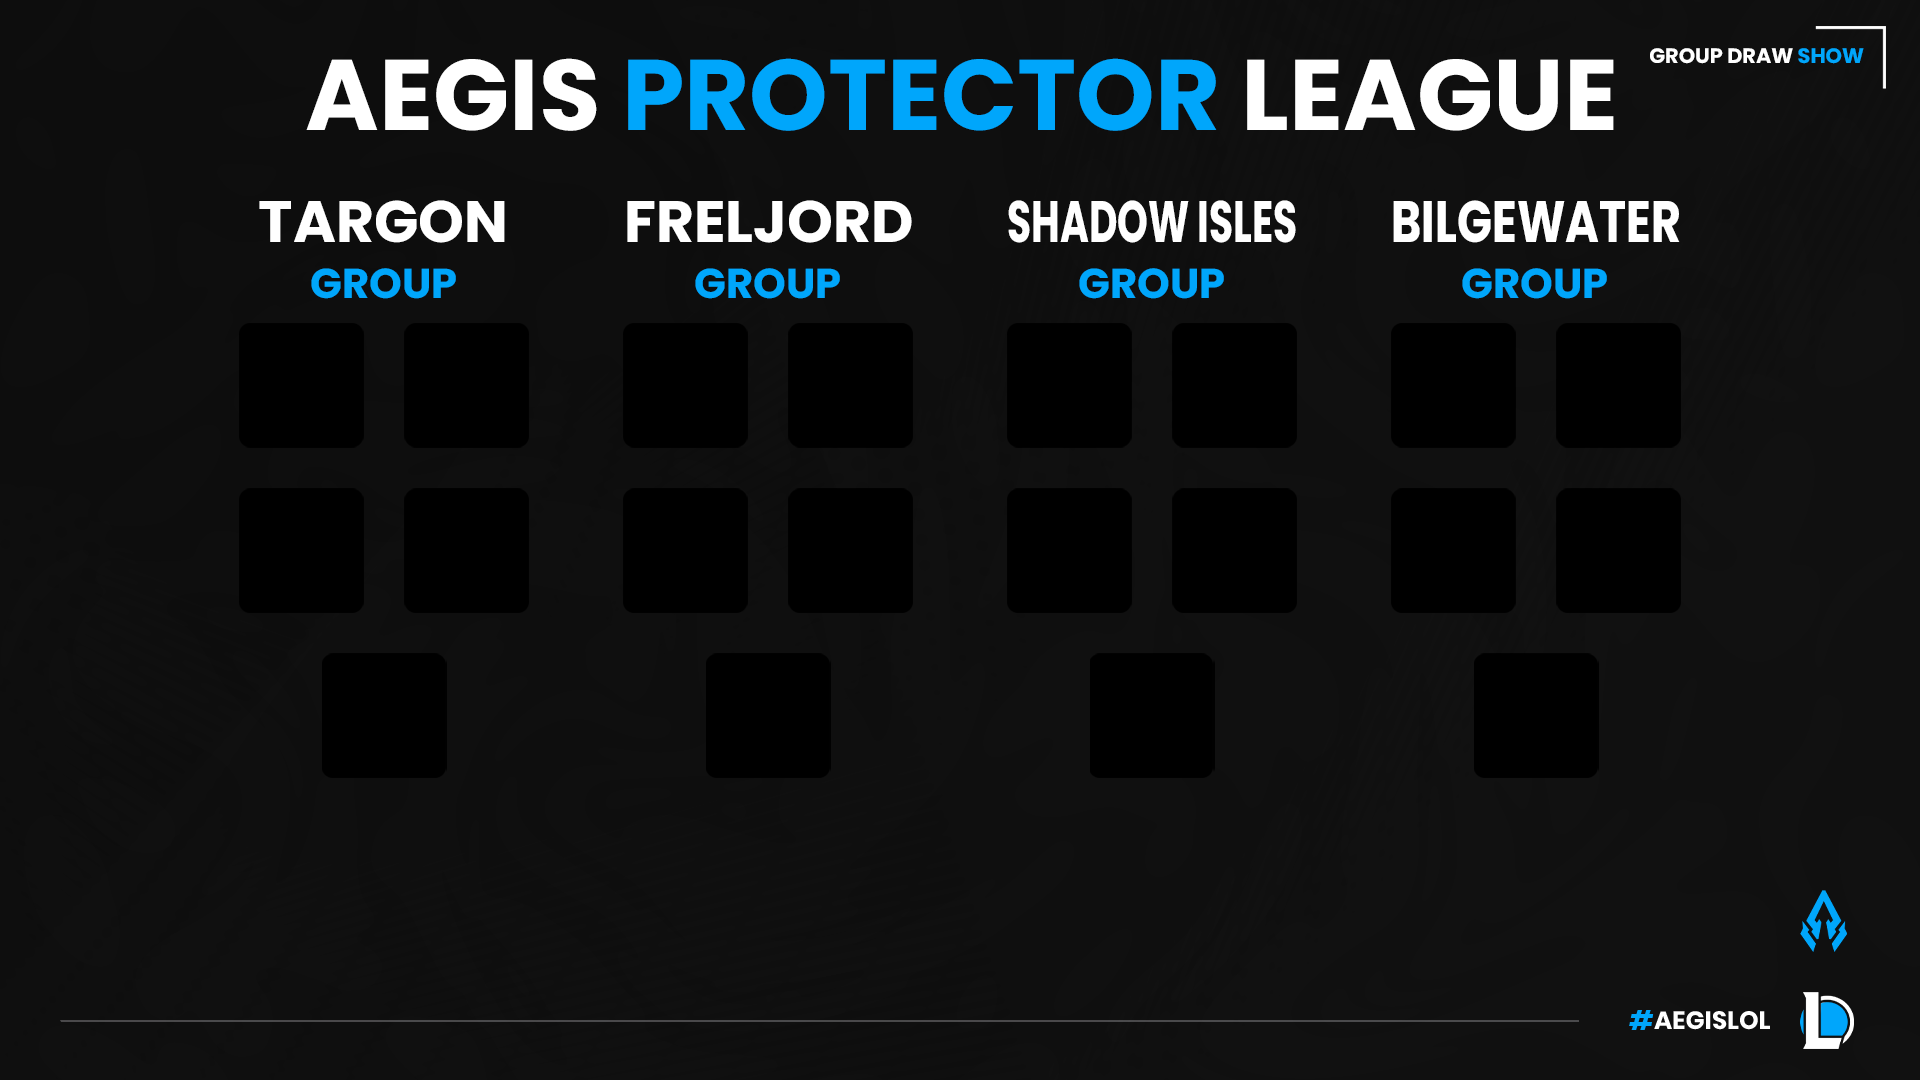 GROUP DRAW SHOW
AEGIS PROTECTOR LEAGUE
TARGON
GROUP
FRELJORD
GROUP
SHADOW ISLES
GROUP
BILGEWATER
GROUP
#AEGISLOL